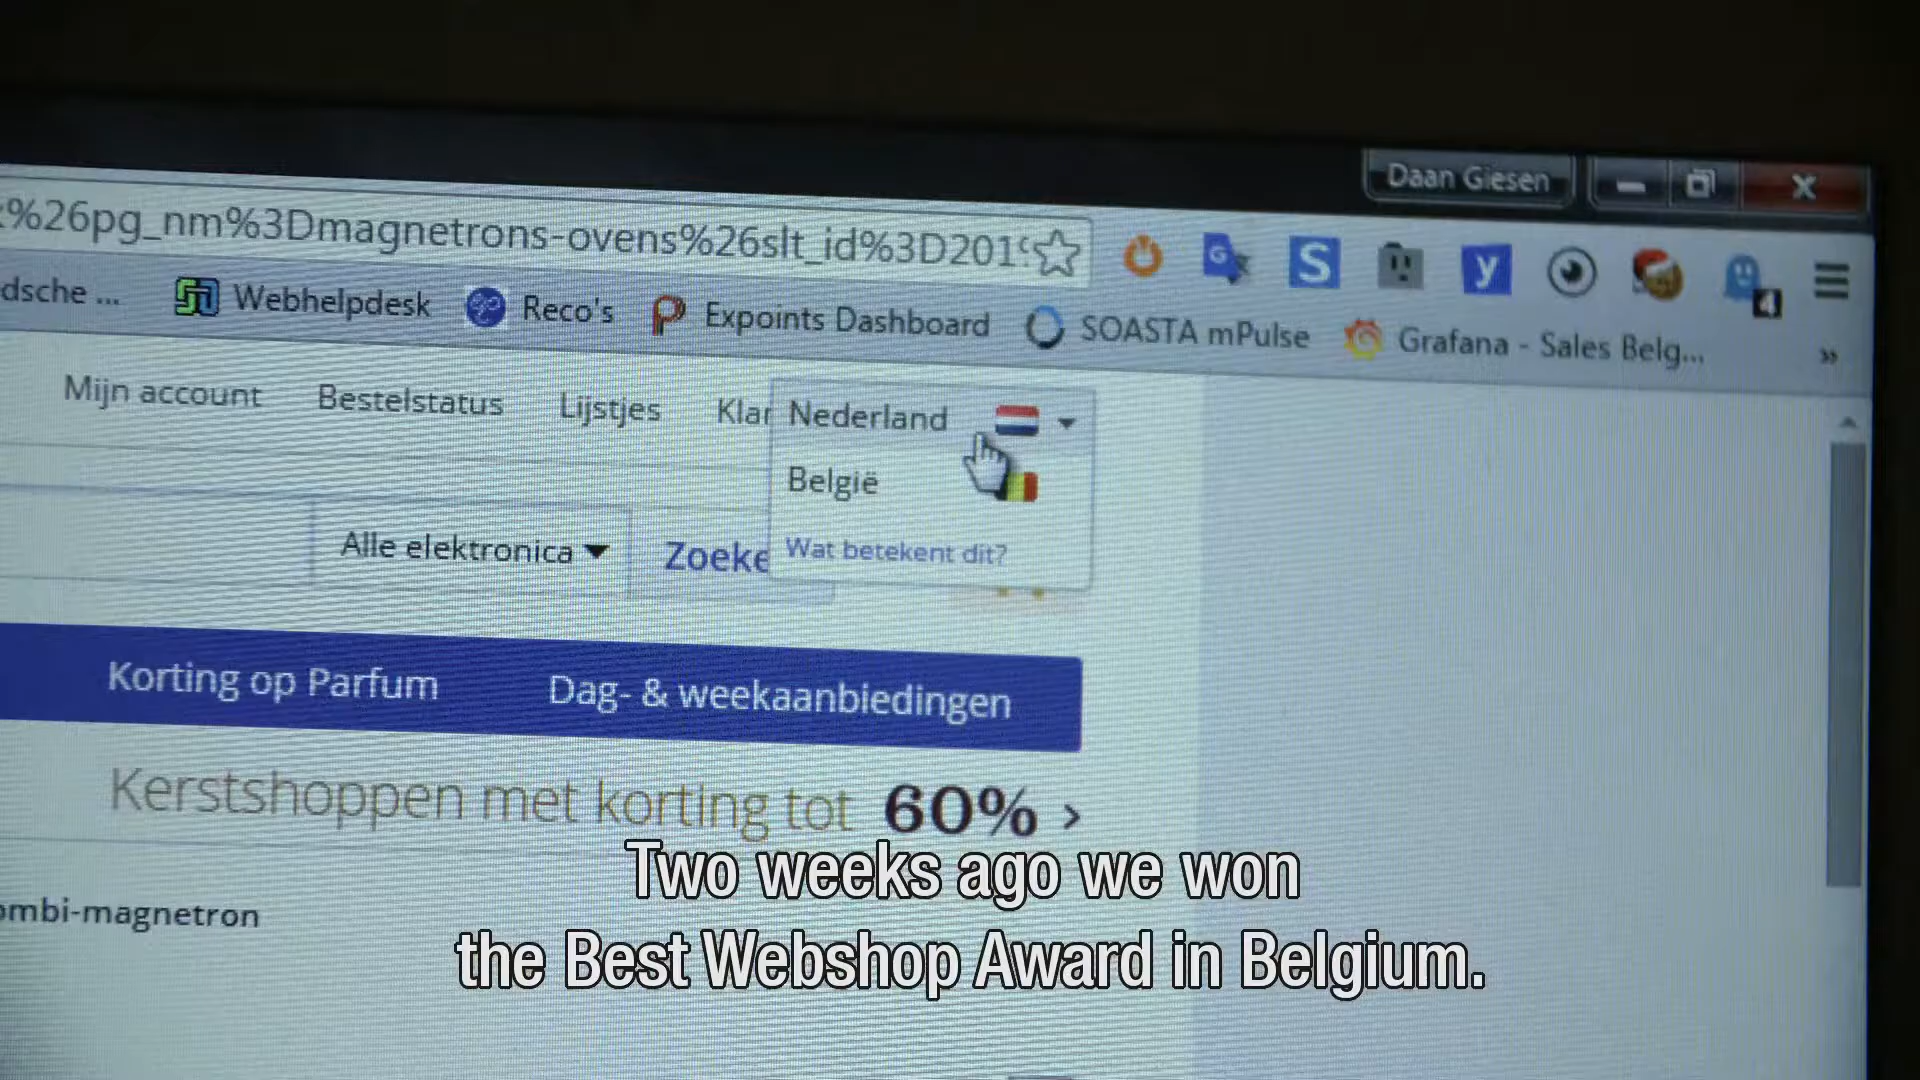 Daan Giesen
%26pg_nm%3Dmagnetrons-ovens%26slt_id%3D201
dsche ... Webhelpdesk Reco's Expoints Dashboard SOASTA mPulse Grafana - Sales Belg... »
4
Mijn account Bestelstatus Lijstjes Klar Nederland
België
Wat betekent dit?
Alle elektronica Zoeke
Korting op Parfum Dag- & weekaanbiedingen
Kerstshoppen met korting tot 60% ›
ombi-magnetron
Two weeks ago we won
the Best Webshop Award in Belgium.